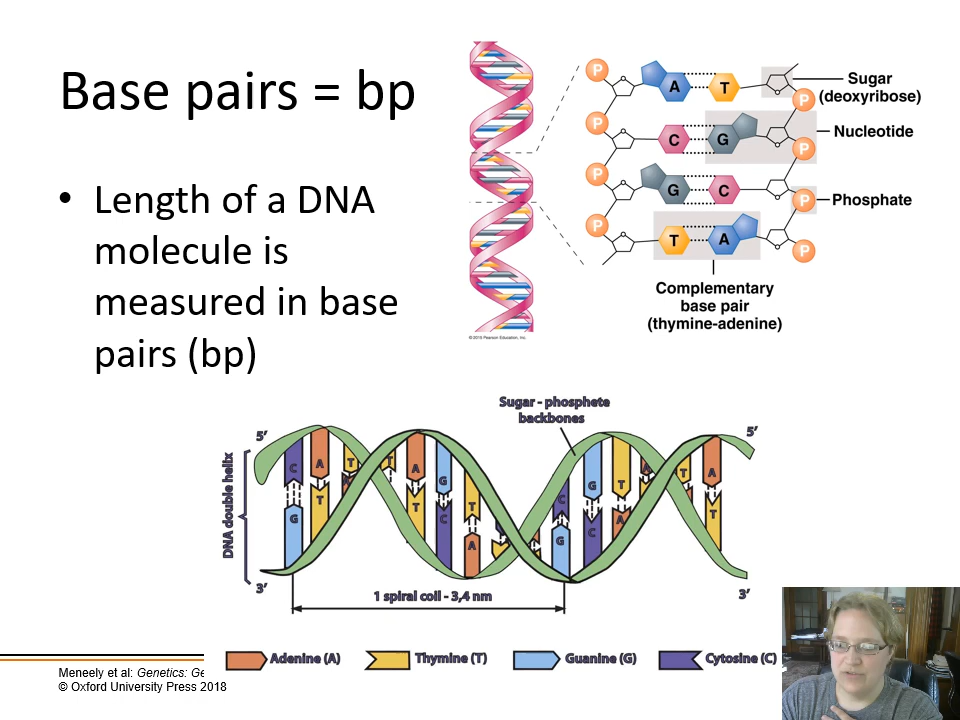 Base pairs = bp
• Length of a DNA
molecule is
measured in base
pairs (bp)
P
A
T
Sugar
(deoxyribose)
P
P
C
G
Nucleotide
P
P
G
C
P
Phosphate
P
T
A
P
Complementary
base pair
(thymine-adenine)
©2015 Pearson Education, Inc.
Sugar - phosphete
backbones
5’
5’
DNA double helix
C
A
T
T
A
G
G
T
A
T
A
G
T
A
T
C
T
C
T
G
C
A
T
A
G
C
3’
3’
1 spiral coil - 3,4 nm
Adenine (A)
Thymine (T)
Guanine (G)
Cytosine (C)
Meneely et al: Genetics: Ge
© Oxford University Press 2018